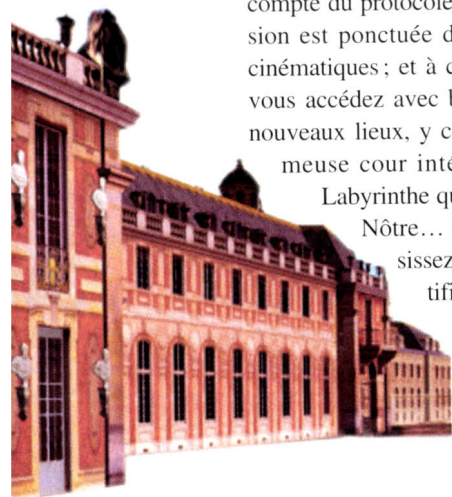 compte du protocole
sion est ponctuée d
cinématiques ; et à c
vous accédez avec b
nouveaux lieux, y c
meuse cour inté
Labyrinthe qu
Nôtre…
sissez
tifi